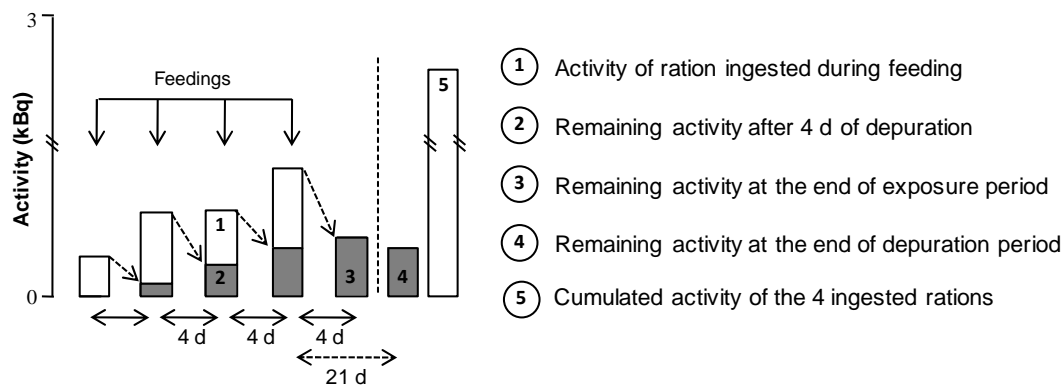 3
Activity (kBq)
0
Feedings
1
2
3
4
5
4 d
4 d
4 d
21 d
1 Activity of ration ingested during feeding
2 Remaining activity after 4 d of depuration
3 Remaining activity at the end of exposure period
4 Remaining activity at the end of depuration period
5 Cumulated activity of the 4 ingested rations